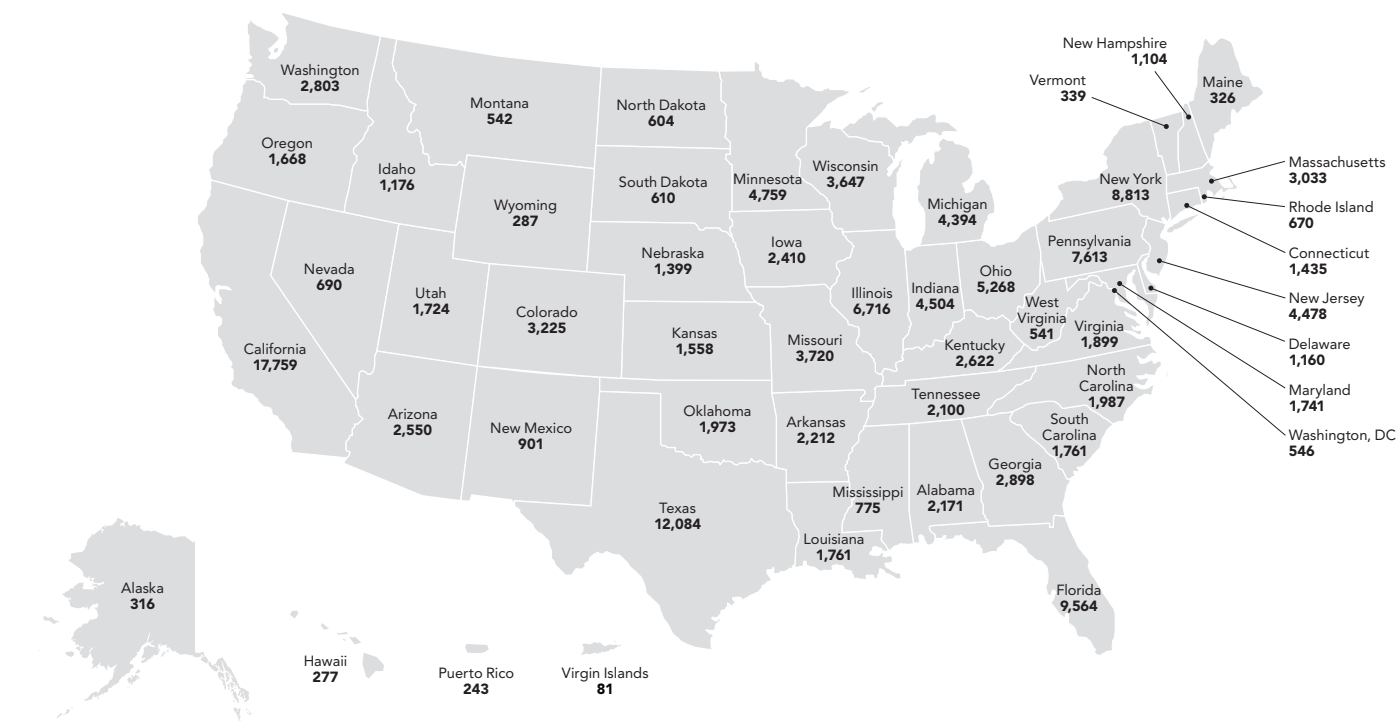 New Hampshire
1,104
Vermont
339
Maine
326
Washington
2,803
Montana
542
North Dakota
604
Oregon
1,668
Idaho
1,176
Wisconsin
3,647
Massachusetts
3,033
South Dakota
610
Minnesota
4,759
New York
8,813
Wyoming
287
Michigan
4,394
Rhode Island
670
Connecticut
1,435
Nebraska
1,399
Iowa
2,410
Pennsylvania
7,613
Nevada
690
Utah
1,724
Colorado
3,225
Illinois
6,716
Indiana
4,504
Ohio
5,268
New Jersey
4,478
West
Virginia
541
Virginia
1,899
Delaware
1,160
California
17,759
Kansas
1,558
Missouri
3,720
Kentucky
2,622
Maryland
1,741
North
Carolina
1,987
Tennessee
2,100
Arizona
2,550
New Mexico
901
Oklahoma
1,973
Arkansas
2,212
South
Carolina
1,761
Washington, DC
546
Georgia
2,898
Mississippi
775
Alabama
2,171
Texas
12,084
Louisiana
1,761
Alaska
316
Florida
9,564
Hawaii
277
Puerto Rico
243
Virgin Islands
81